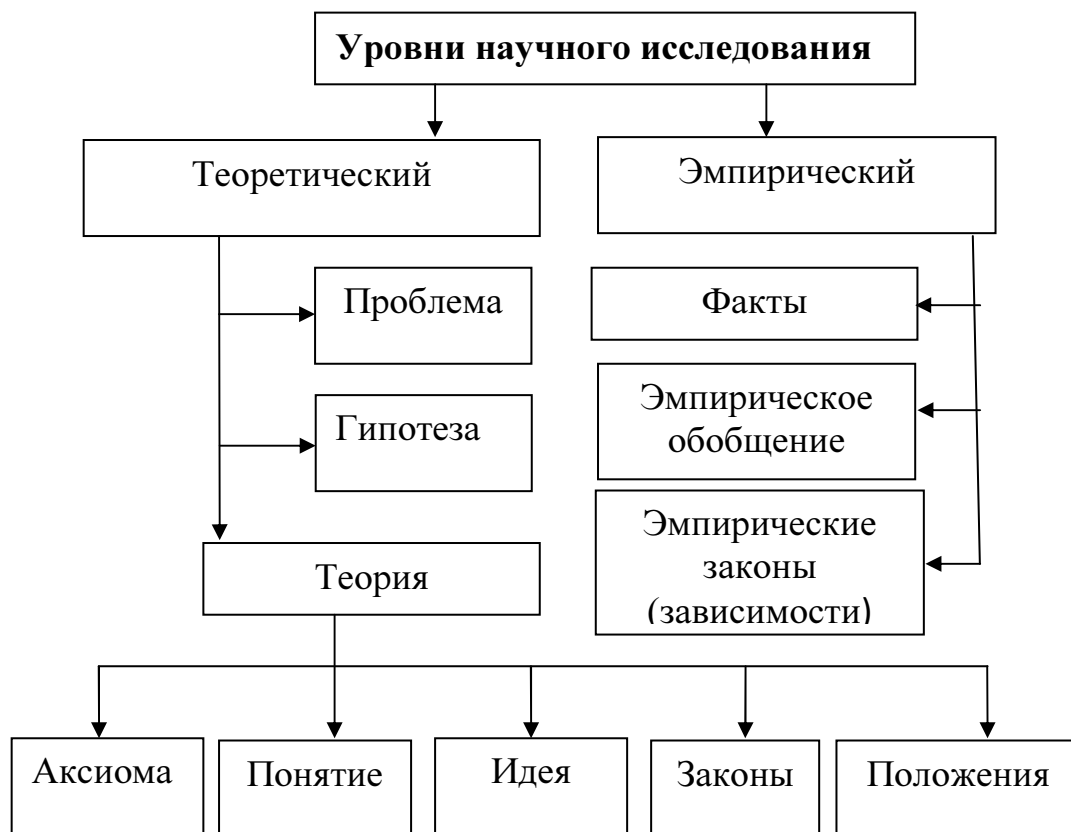 Уровни научного исследования
Теоретический
Эмпирический
Проблема
Факты
Гипотеза
Эмпирическое
обобщение
Эмпирические
законы
(зависимости)
Теория
Аксиома
Понятие
Идея
Законы
Положения